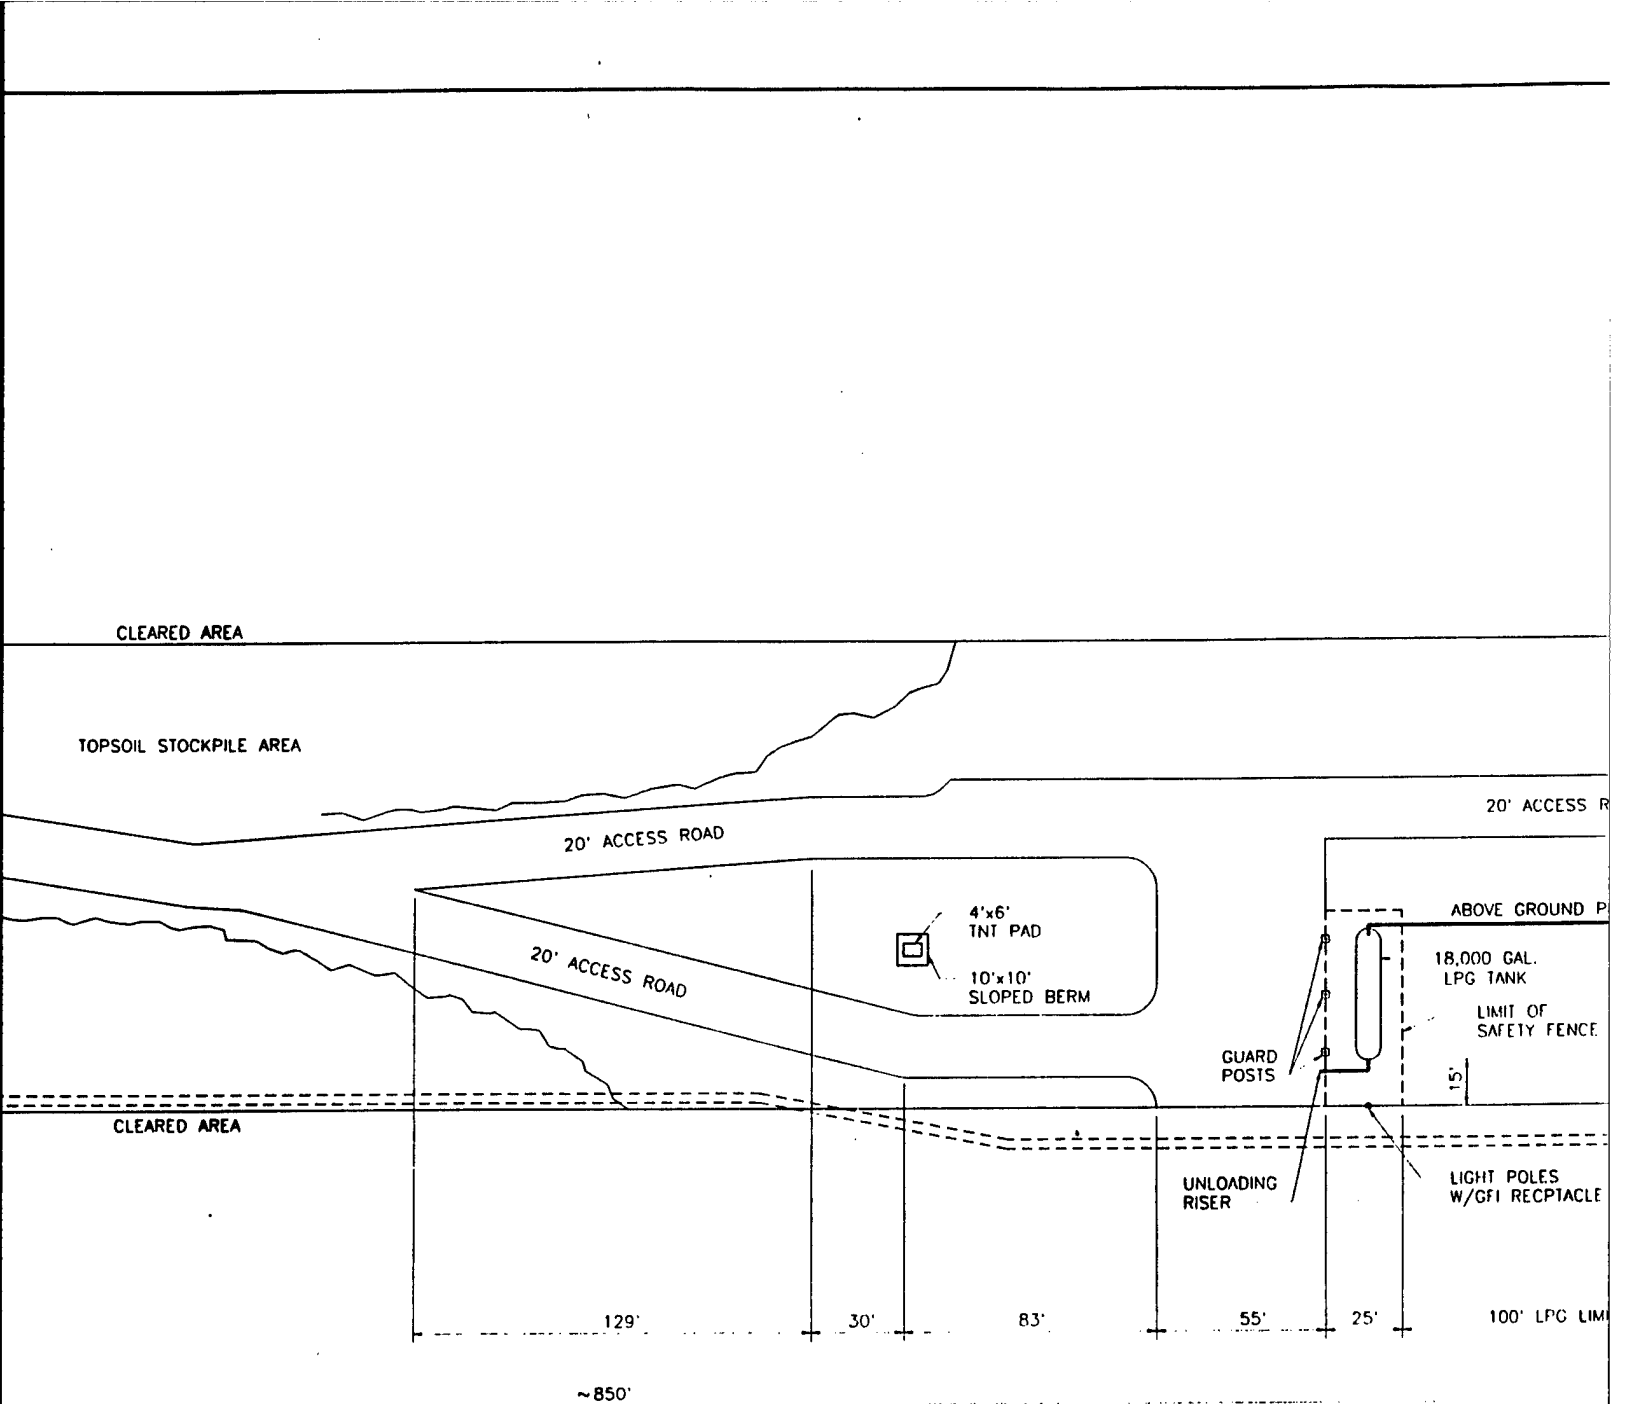 CLEARED AREA
TOPSOIL STOCKPILE AREA
20' ACCESS R
20' ACCESS ROAD
4'x6'
TNT PAD
ABOVE GROUND P
20' ACCESS ROAD
10'x10'
SLOPED BERM
18,000 GAL.
LPG TANK
LIMIT OF
SAFETY FENCE
GUARD
POSTS
15'
CLEARED AREA
UNLOADING
RISER
LIGHT POLES
W/GFI RECPTACLE
129'
30'
83'
55'
25'
100' LPG LIM
~850'